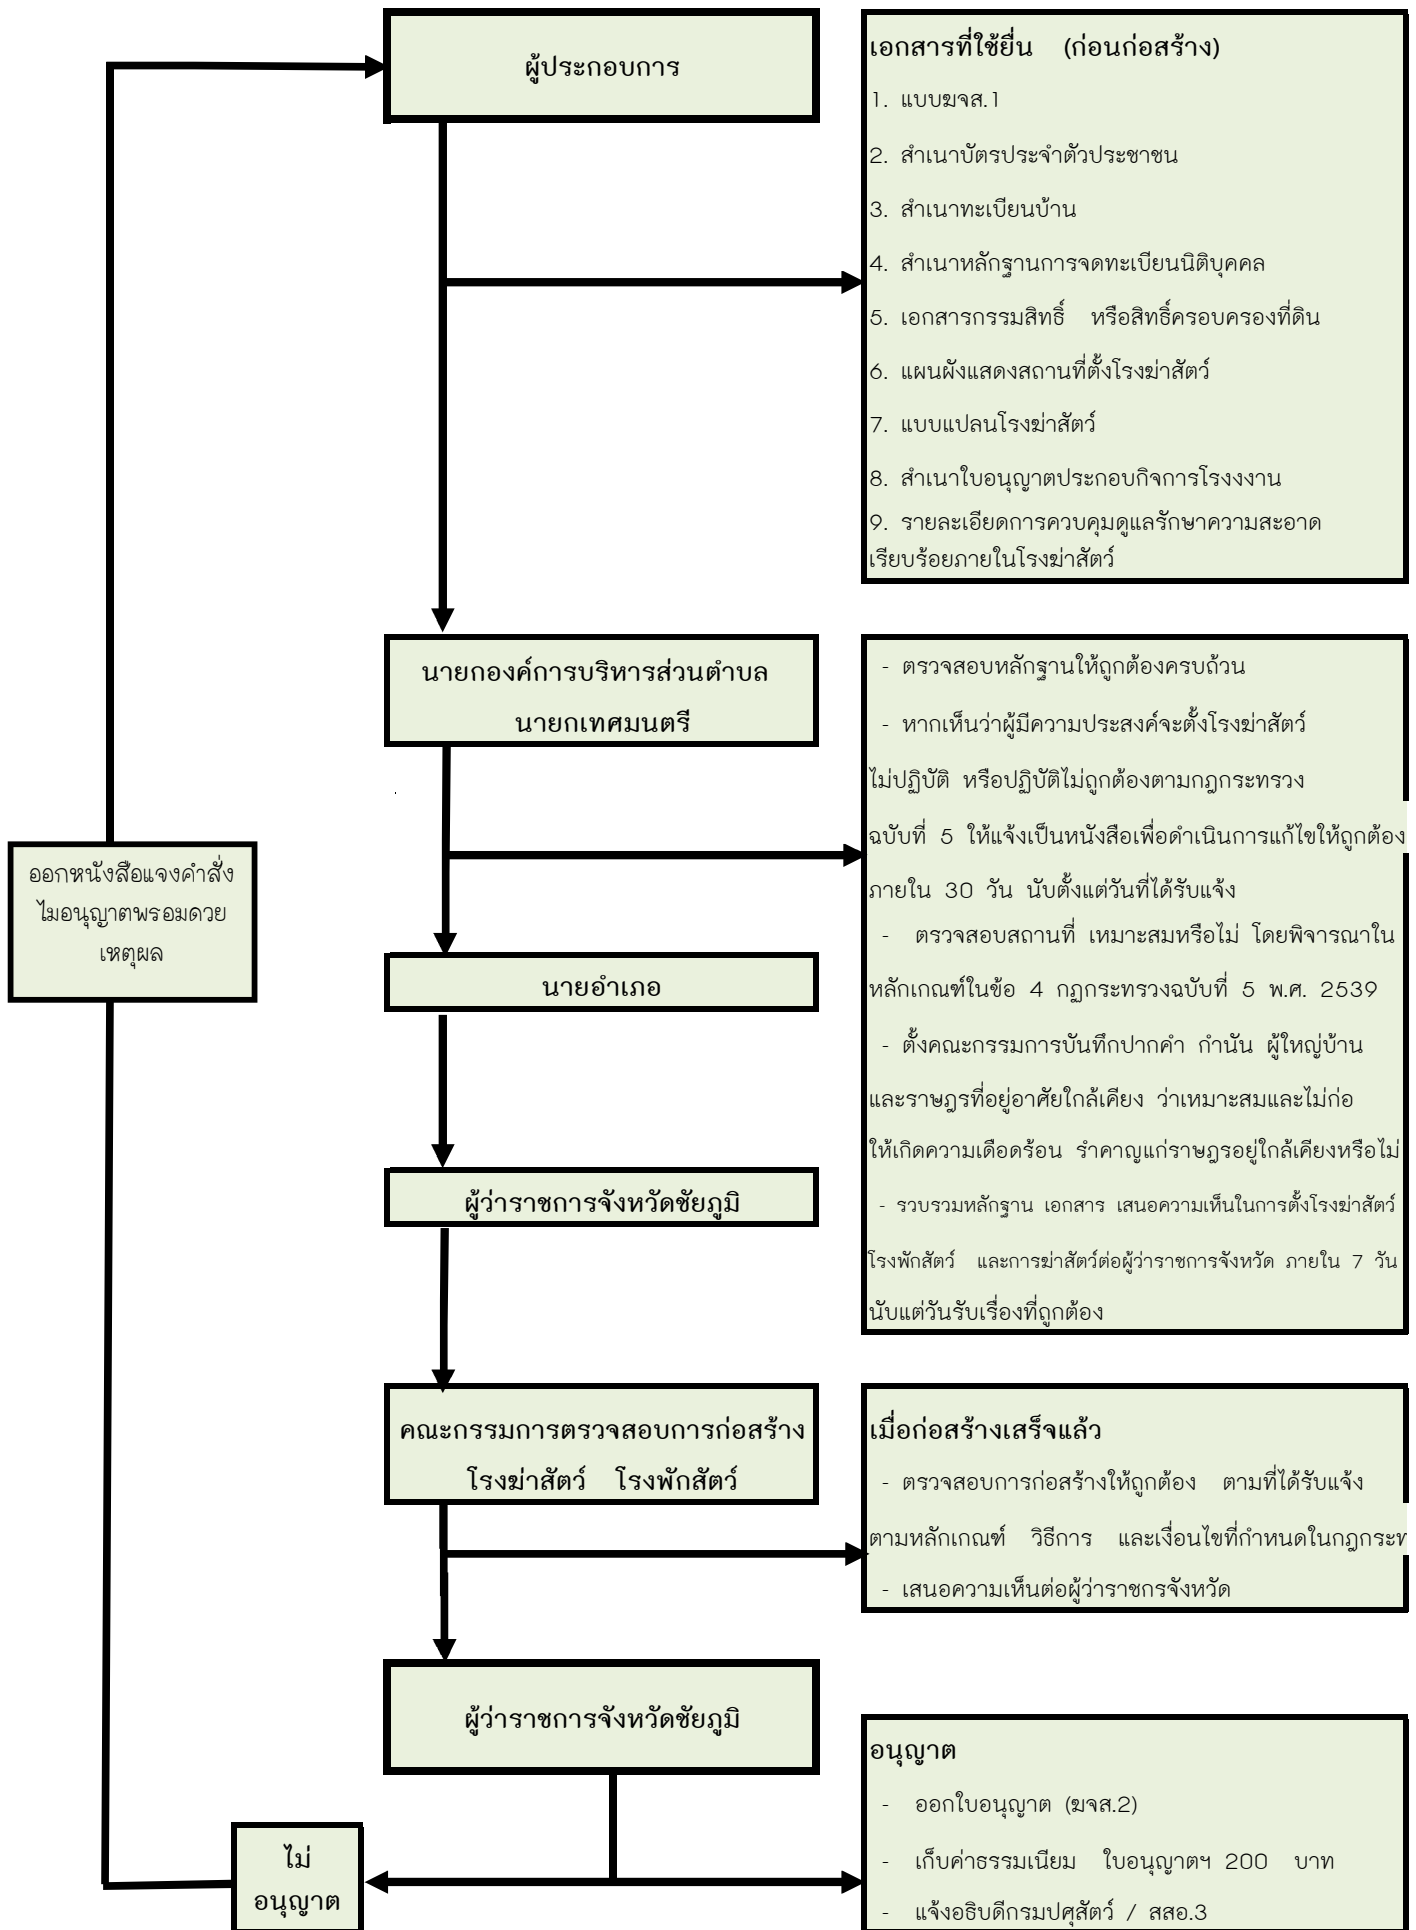 ผู้ประกอบการ
เอกสารที่ใช้ยื่น (ก่อนก่อสร้าง)
1. แบบฆจส.1
2. สำเนาบัตรประจำตัวประชาชน
3. สำเนาทะเบียนบ้าน
4. สำเนาหลักฐานการจดทะเบียนนิติบุคคล
5. เอกสารกรรมสิทธิ์ หรือสิทธิ์ครอบครองที่ดิน
6. แผนผังแสดงสถานที่ตั้งโรงฆ่าสัตว์
7. แบบแปลนโรงฆ่าสัตว์
8. สำเนาใบอนุญาตประกอบกิจการโรงงงาน
9. รายละเอียดการควบคุมดูแลรักษาความสะอาด
เรียบร้อยภายในโรงฆ่าสัตว์
นายกองค์การบริหารส่วนตำบล
นายกเทศมนตรี
- ตรวจสอบหลักฐานให้ถูกต้องครบถ้วน
- หากเห็นว่าผู้มีความประสงค์จะตั้งโรงฆ่าสัตว์
ไม่ปฏิบัติ หรือปฏิบัติไม่ถูกต้องตามกฎกระทรวง
ฉบับที่ 5 ให้แจ้งเป็นหนังสือเพื่อดำเนินการแก้ไขให้ถูกต้อง
ภายใน 30 วัน นับตั้งแต่วันที่ได้รับแจ้ง
- ตรวจสอบสถานที่ เหมาะสมหรือไม่ โดยพิจารณาใน
หลักเกณฑ์ในข้อ 4 กฎกระทรวงฉบับที่ 5 พ.ศ. 2539
- ตั้งคณะกรรมการบันทึกปากคำ กำนัน ผู้ใหญ่บ้าน
และราษฎรที่อยู่อาศัยใกล้เคียง ว่าเหมาะสมและไม่ก่อ
ให้เกิดความเดือดร้อน รำคาญแก่ราษฎรอยู่ใกล้เคียงหรือไม่
- รวบรวมหลักฐาน เอกสาร เสนอความเห็นในการตั้งโรงฆ่าสัตว์
โรงพักสัตว์ และการฆ่าสัตว์ต่อผู้ว่าราชการจังหวัด ภายใน 7 วัน
นับแต่วันรับเรื่องที่ถูกต้อง
ออกหนังสือแจงคำสั่ง
ไมอนุญาตพรอมดวย
เหตุผล
นายอำเภอ
ผู้ว่าราชการจังหวัดชัยภูมิ
คณะกรรมการตรวจสอบการก่อสร้าง
โรงฆ่าสัตว์ โรงพักสัตว์
เมื่อก่อสร้างเสร็จแล้ว
- ตรวจสอบการก่อสร้างให้ถูกต้อง ตามที่ได้รับแจ้ง
ตามหลักเกณฑ์ วิธีการ และเงื่อนไขที่กำหนดในกฎกระท
- เสนอความเห็นต่อผู้ว่าราชกรจังหวัด
ผู้ว่าราชการจังหวัดชัยภูมิ
อนุญาต
- ออกใบอนุญาต (ฆจส.2)
- เก็บค่าธรรมเนียม ใบอนุญาตฯ 200 บาท
- แจ้งอธิบดีกรมปศุสัตว์ / สสอ.3
ไม่
อนุญาต